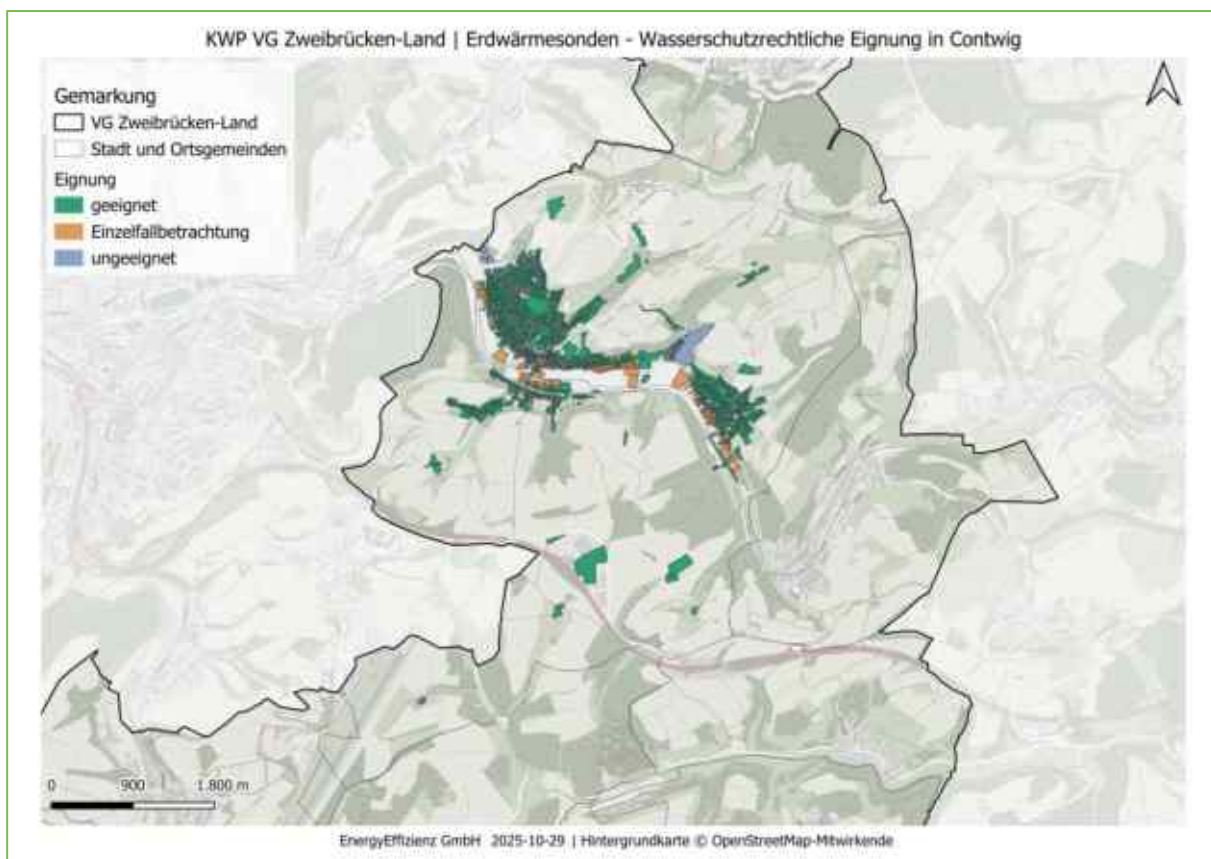 KWP VG Zweibrücken-Land | Erdwärmesonden - Wasserschutzrechtliche Eignung in Contwig
Gemarkung
VG Zweibrücken-Land
Stadt und Ortsgemeinden
Eignung
geeignet
Einzelfallbetrachtung
ungeeignet
0 900 1.800 m
EnergyEffizienz GmbH 2025-10-29 | Hintergrundkarte © OpenStreetMap-Mitwirkende